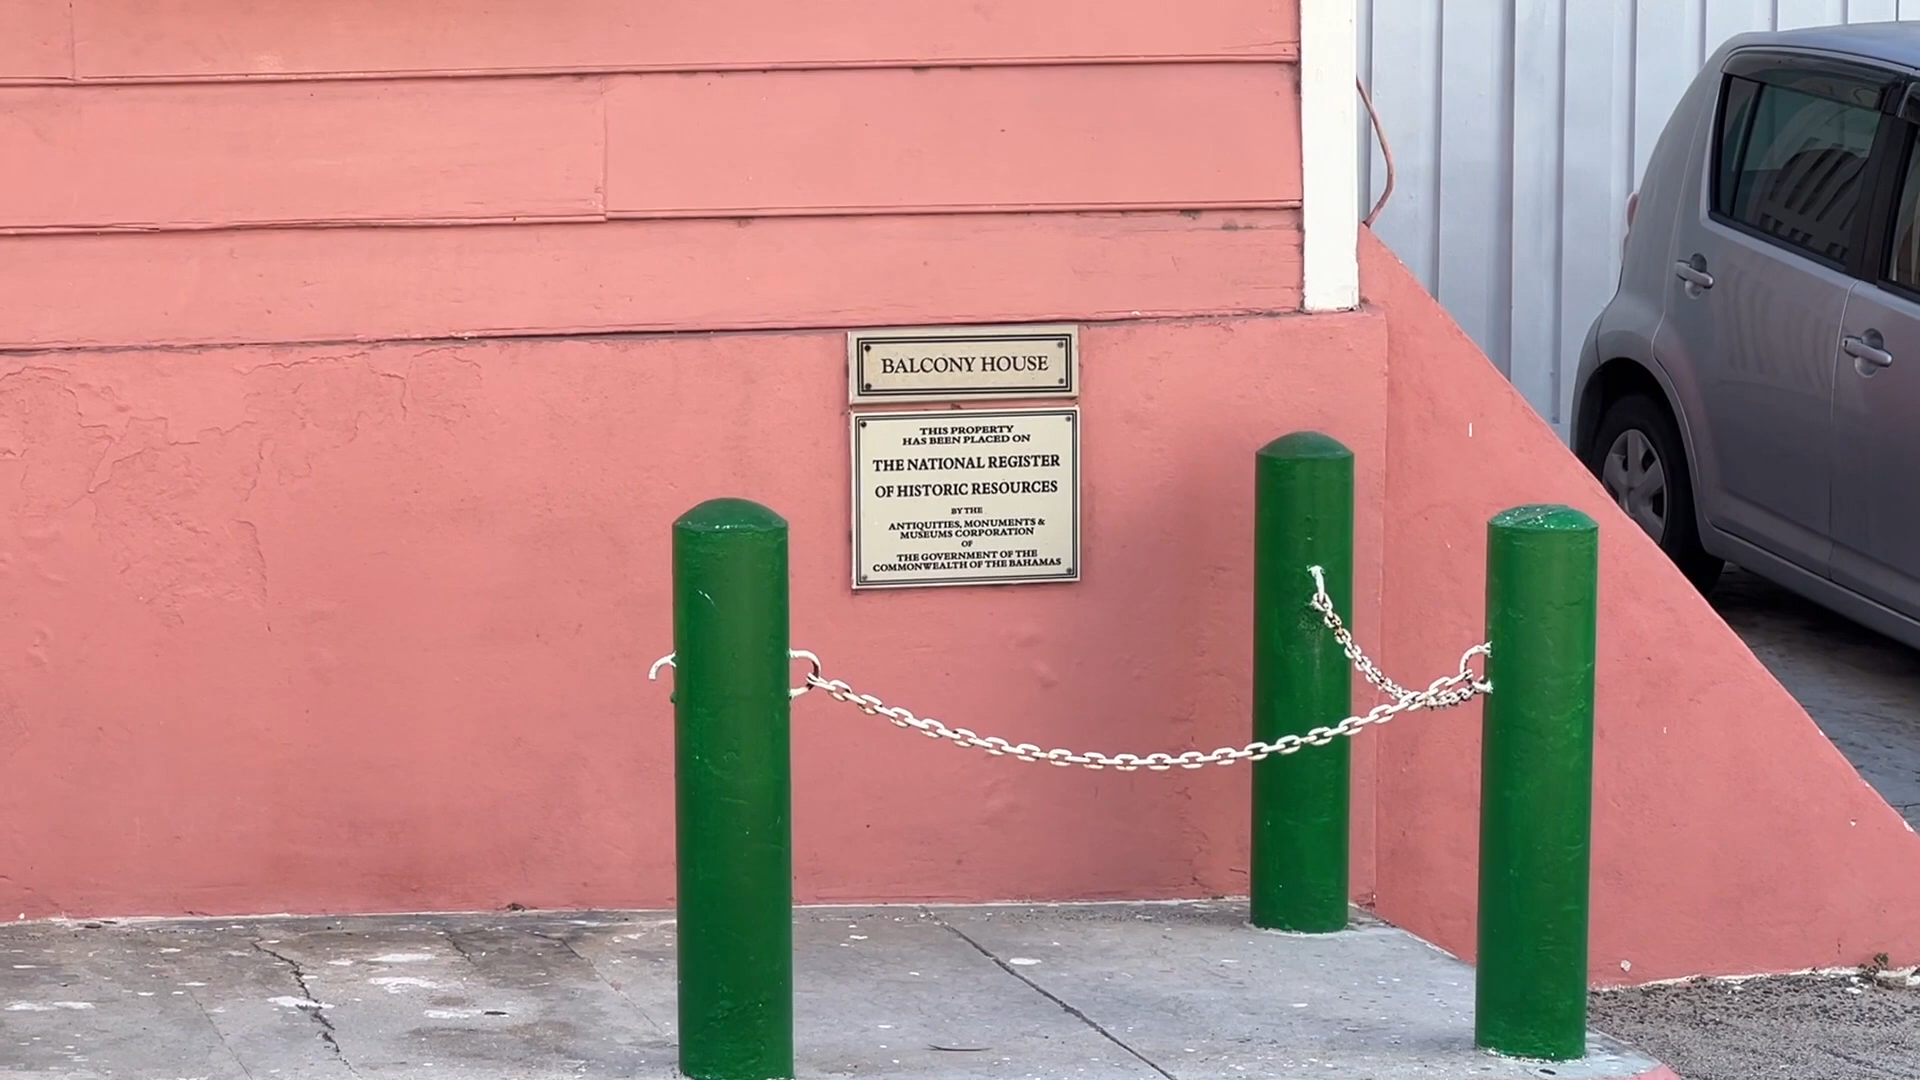 BALCONY HOUSE
THIS PROPERTY
HAS BEEN PLACED ON
THE NATIONAL REGISTER
OF HISTORIC RESOURCES
BY THE
ANTIQUITIES, MONUMENTS &
MUSEUMS CORPORATION
OF
THE GOVERNMENT OF THE
COMMONWEALTH OF THE BAHAMAS